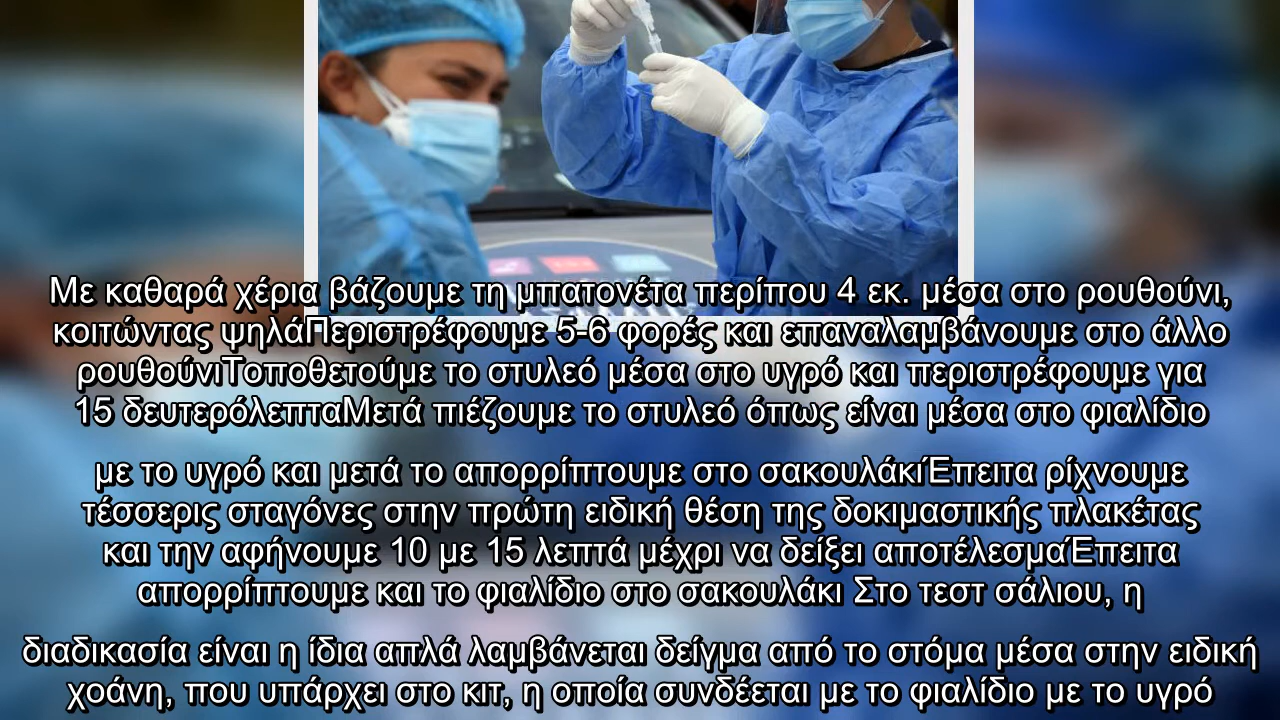 Με καθαρά χέρια βάζουμε τη μπατονέτα περίπου 4 εκ. μέσα στο ρουθούνι,
κοιτώντας ψηλάΠεριστρέφουμε 5-6 φορές και επαναλαμβάνουμε στο άλλο
ρουθούνιΤοποθετούμε το στυλεό μέσα στο υγρό και περιστρέφουμε για
15 δευτερόλεπταΜετά πιέζουμε το στυλεό όπως είναι μέσα στο φιαλίδιο
με το υγρό και μετά το απορρίπτουμε στο σακουλάκιΈπειτα ρίχνουμε
τέσσερις σταγόνες στην πρώτη ειδική θέση της δοκιμαστικής πλακέτας
και την αφήνουμε 10 με 15 λεπτά μέχρι να δείξει αποτέλεσμαΈπειτα
απορρίπτουμε και το φιαλίδιο στο σακουλάκι Στο τεστ σάλιου, η
διαδικασία είναι η ίδια απλά λαμβάνεται δείγμα από το στόμα μέσα στην ειδική
χοάνη, που υπάρχει στο κιτ, η οποία συνδέεται με το φιαλίδιο με το υγρό